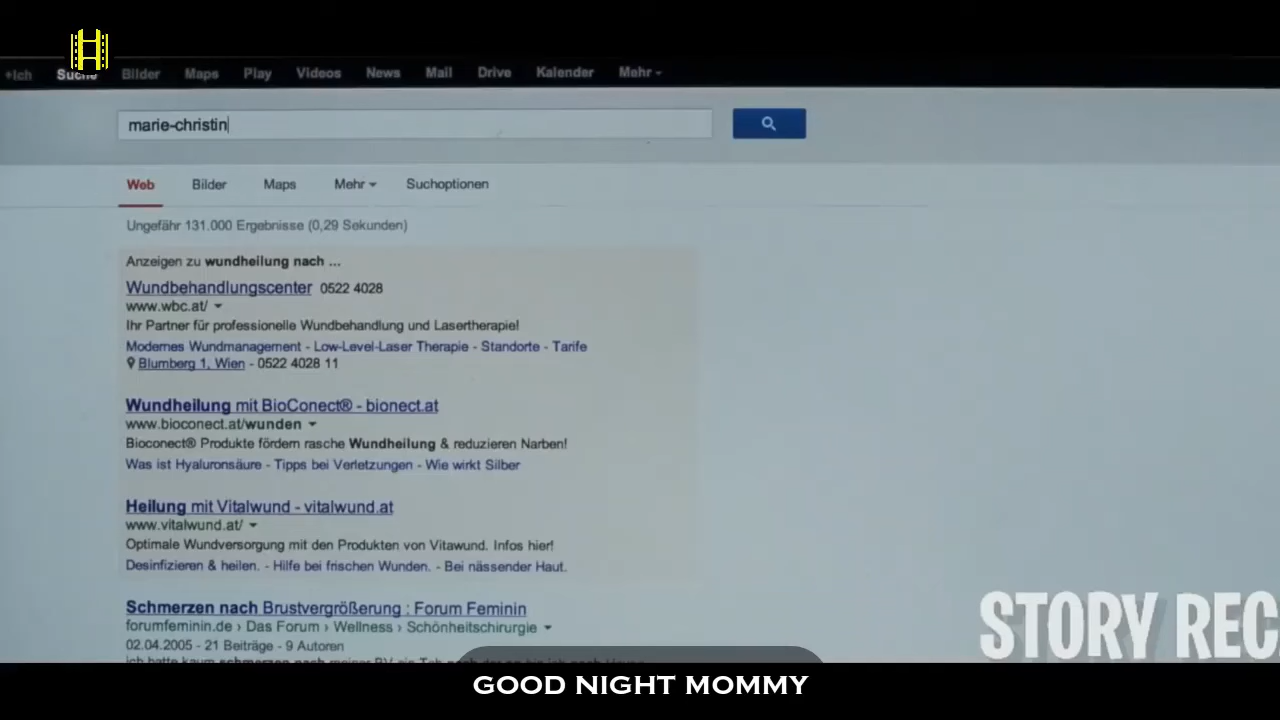 +Ich Suche Bilder Maps Play Videos News Mail Drive Kalender Mehr
marie-christin
Web Bilder Maps Mehr Suchoptionen
Ungefähr 131.000 Ergebnisse (0,29 Sekunden)
Anzeigen zu wundheilung nach ...
Wundbehandlungscenter 0522 4028
www.wbc.at/
Ihr Partner für professionelle Wundbehandlung und Lasertherapie!
Modernes Wundmanagement - Low-Level-Laser Therapie - Standorte - Tarife
Blumberg 1, Wien - 0522 4028 11
Wundheilung mit BioConect® - bionect.at
www.bioconect.at/wunden
Bioconect® Produkte fördern rasche Wundheilung & reduzieren Narben!
Was ist Hyaluronsäure - Tipps bei Verletzungen - Wie wirkt Silber
Heilung mit Vitalwund - vitalwund.at
www.vitalwund.at/
Optimale Wundversorgung mit den Produkten von Vitawund. Infos hier!
Desinfizieren & heilen. - Hilfe bei frischen Wunden. - Bei nässender Haut.
Schmerzen nach Brustvergrößerung : Forum Feminin
forumfeminin.de › Das Forum › Wellness › Schönheitschirurgie
02.04.2005 - 21 Beiträge - 9 Autoren
STORY REC
GOOD NIGHT MOMMY